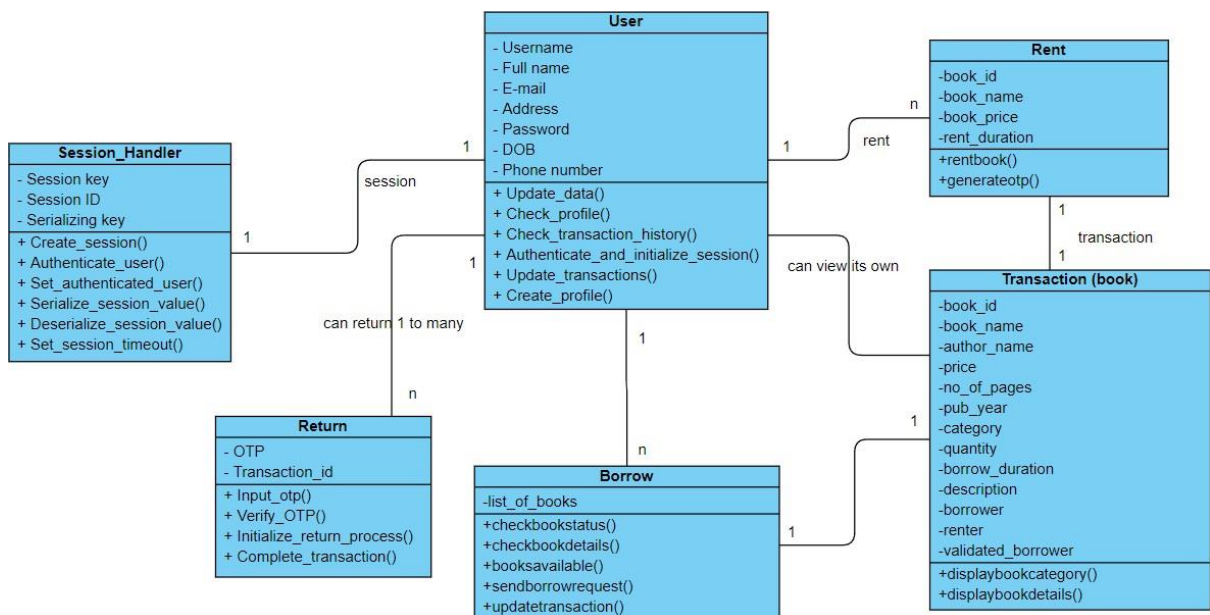 User
- Username
- Full name
- E-mail
- Address
- Password
- DOB
- Phone number
+ Update_data()
+ Check_profile()
+ Check_transaction_history()
+ Authenticate_and_initialize_session()
+ Update_transactions()
+ Create_profile()
Rent
-book_id
-book_name
-book_price
-rent_duration
+rentbook()
+generateotp()
n
rent
1
Session_Handler
- Session key
- Session ID
- Serializing key
+ Create_session()
+ Authenticate_user()
+ Set_authenticated_user()
+ Serialize_session_value()
+ Deserialize_session_value()
+ Set_session_timeout()
1
session
1
1
transaction
1
can view its own
Transaction (book)
-book_id
-book_name
-author_name
-price
-no_of_pages
-pub_year
-category
-quantity
-borrow_duration
-description
-borrower
-renter
-validated_borrower
+displaybookcategory()
+displaybookdetails()
1
can return 1 to many
n
1
n
1
1
Return
- OTP
- Transaction_id
+ Input_otp()
+ Verify_OTP()
+ Initialize_return_process()
+ Complete_transaction()
Borrow
-list_of_books
+checkbookstatus()
+checkbookdetails()
+booksavailable()
+sendborrowrequest()
+updatetransaction()